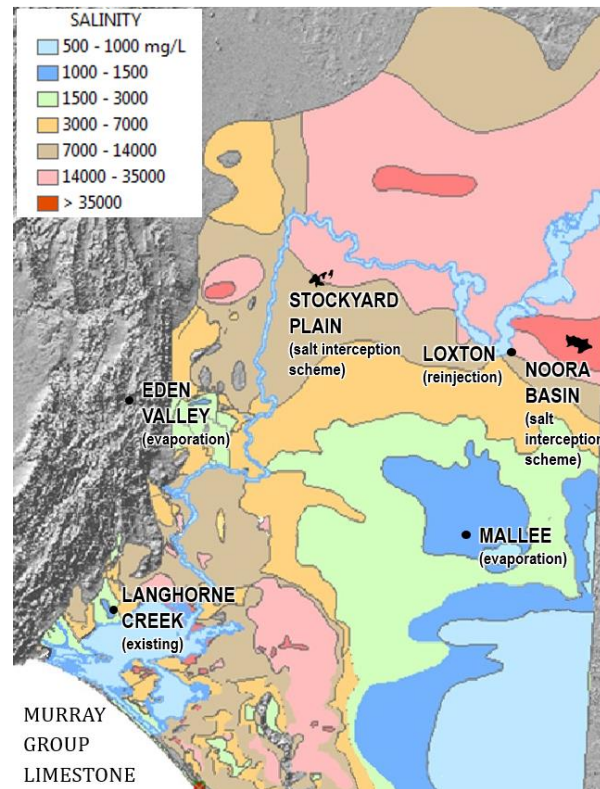 SALINITY
500 - 1000 mg/L
1000 - 1500
1500 - 3000
3000 - 7000
7000 - 14000
14000 - 35000
> 35000
STOCKYARD
PLAIN
(salt interception
scheme)
LOXTON
(reinjection)
NOORA
BASIN
(salt
interception
scheme)
EDEN
VALLEY
(evaporation)
MALLEE
(evaporation)
LANGHORNE
CREEK
(existing)
MURRAY
GROUP
LIMESTONE